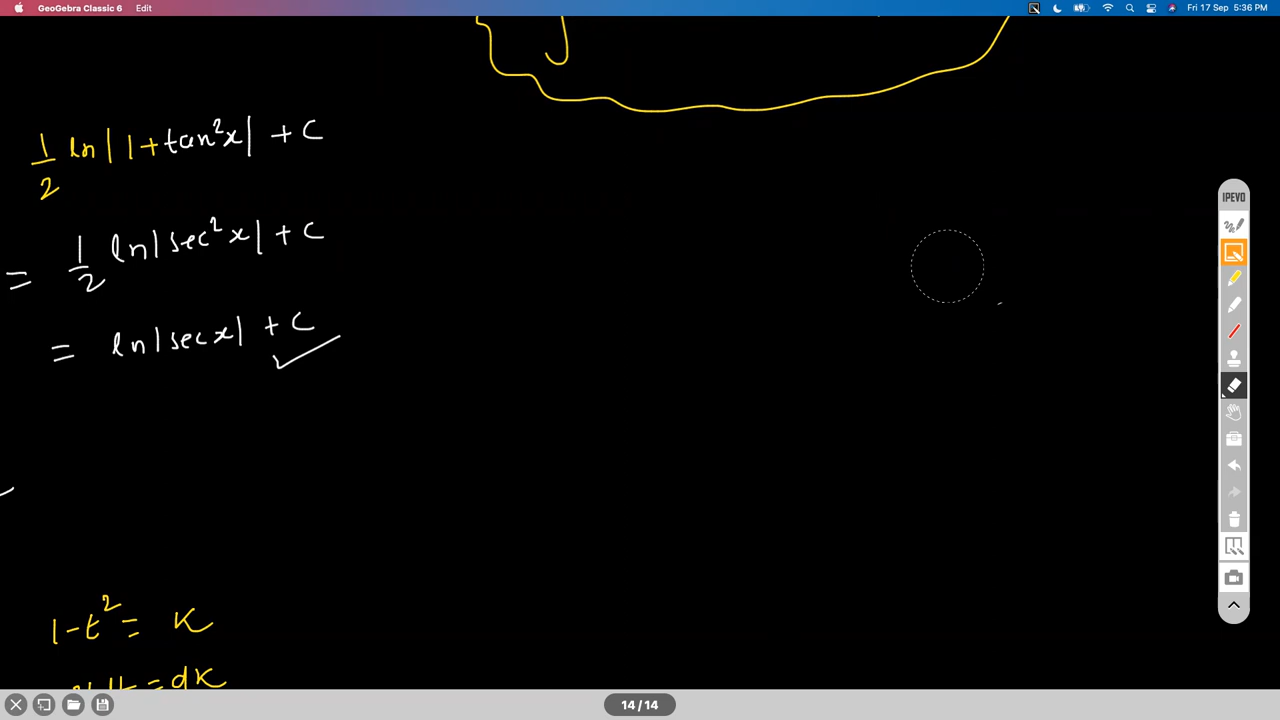 GeoGebra Classic 6 Edit
Fri 17 Sep 5:36 PM
IPEVO
1/2 ln|1+tan²x| + C
= 1/2 ln|sec²x| + C
= ln|secx| + C
1-t² = K
= dK
14 / 14